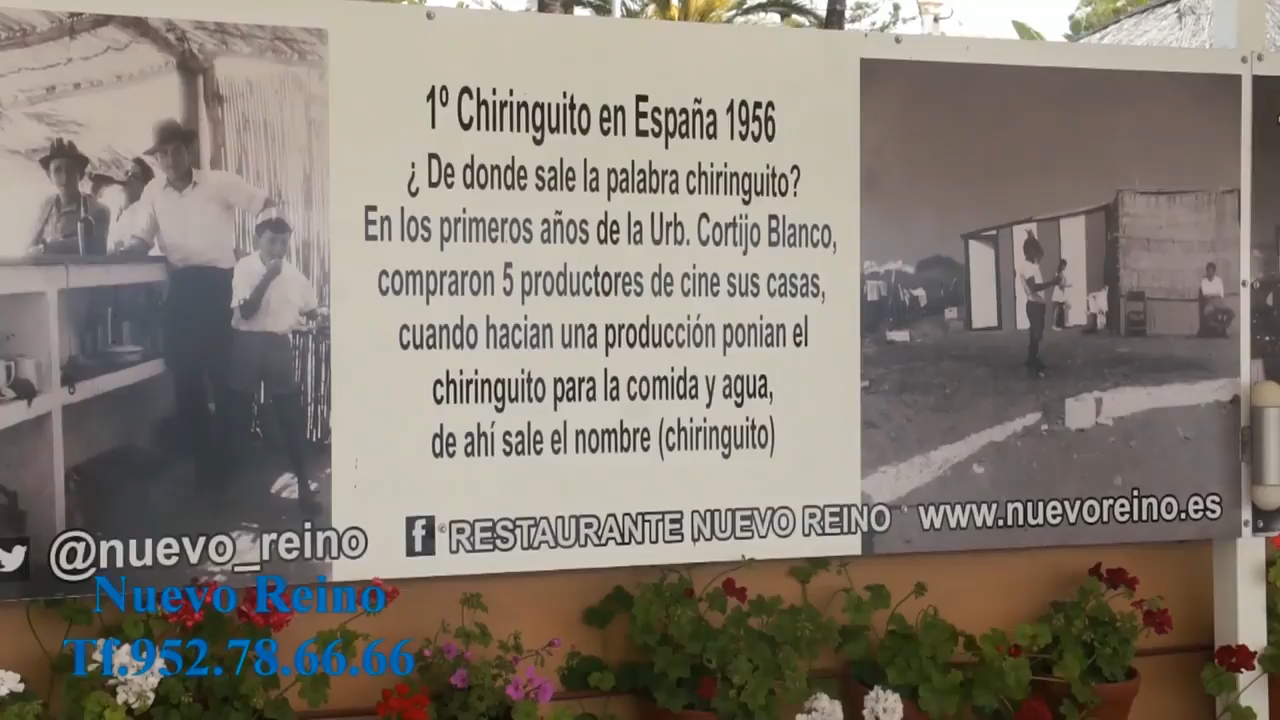 1º Chiringuito en España 1956
¿ De donde sale la palabra chiringuito?
En los primeros años de la Urb. Cortijo Blanco,
compraron 5 productores de cine sus casas,
cuando hacian una producción ponian el
chiringuito para la comida y agua,
de ahí sale el nombre (chiringuito)
@nuevo_reino
f RESTAURANTE NUEVO REINO
www.nuevoreino.es
Nuevo Reino
Tf.952.78.66.66